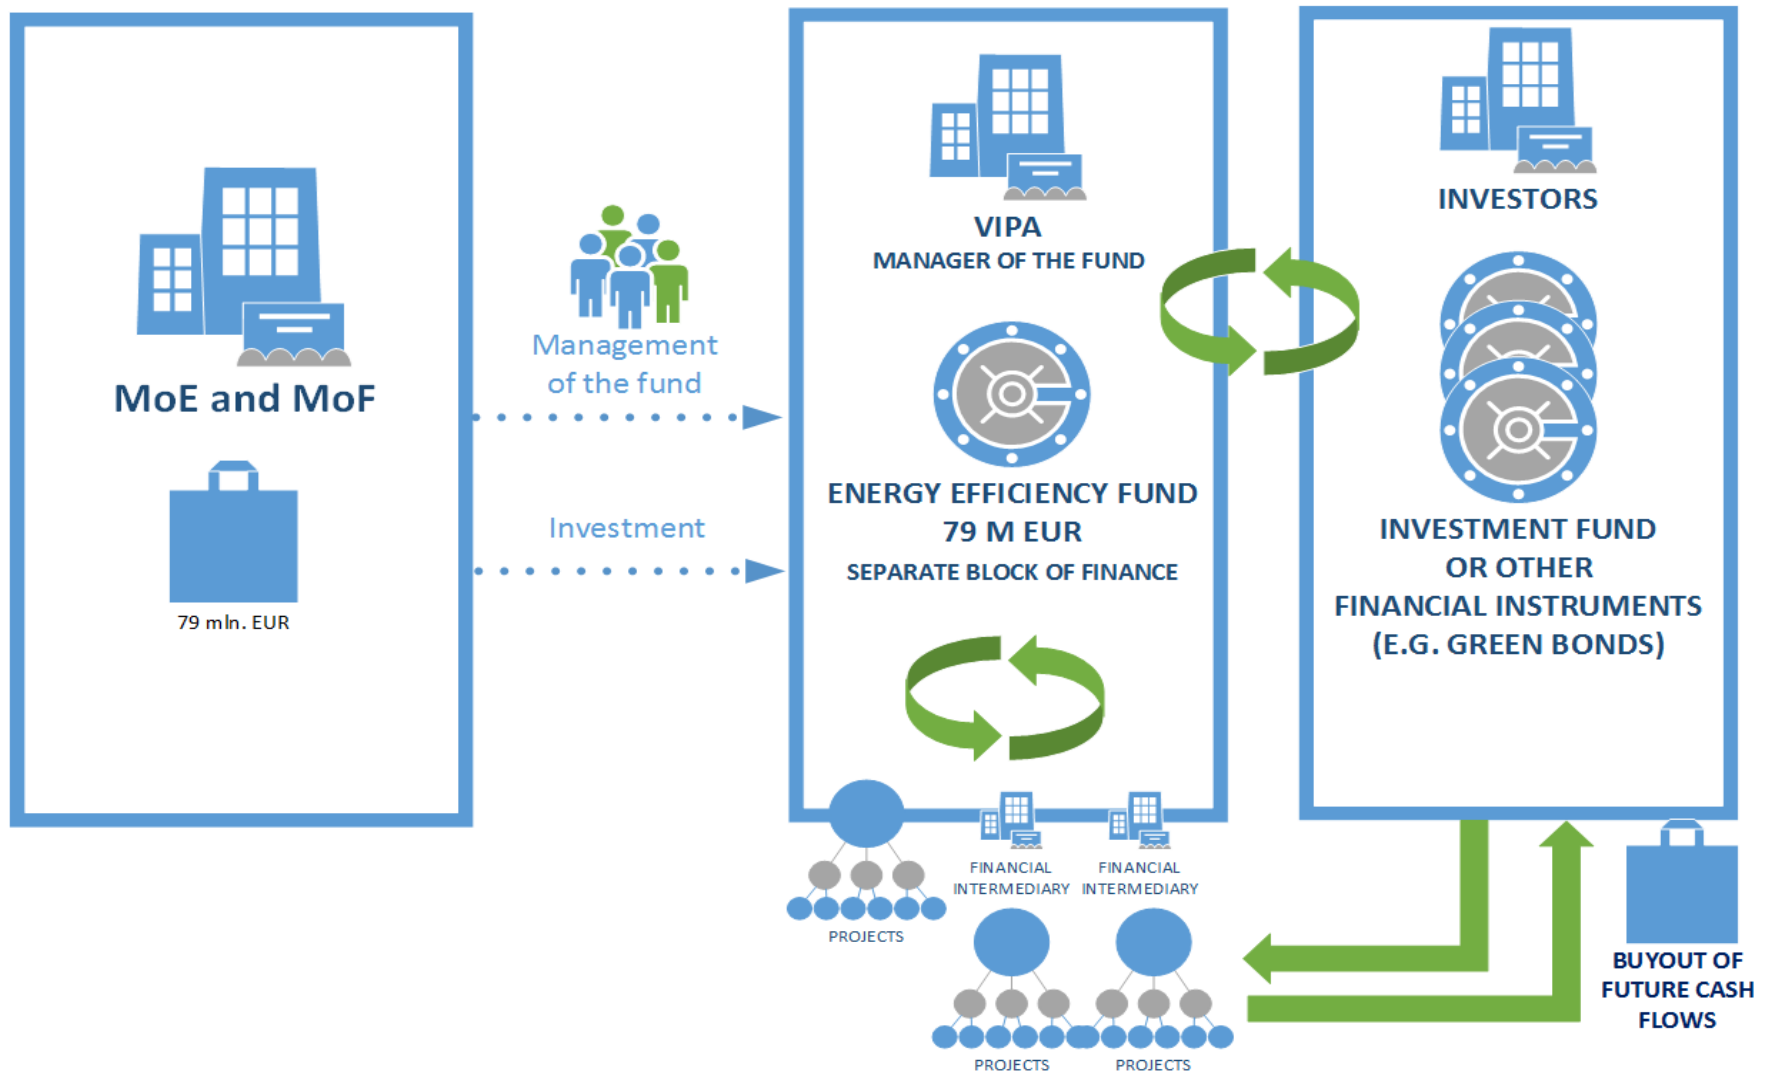 MoE and MoF
79 mln. EUR
Management
of the fund
Investment
VIPA
MANAGER OF THE FUND
ENERGY EFFICIENCY FUND
79 M EUR
SEPARATE BLOCK OF FINANCE
INVESTORS
INVESTMENT FUND
OR OTHER
FINANCIAL INSTRUMENTS
(E.G. GREEN BONDS)
PROJECTS
FINANCIAL
INTERMEDIARY
FINANCIAL
INTERMEDIARY
PROJECTS
PROJECTS
BUYOUT OF
FUTURE CASH
FLOWS